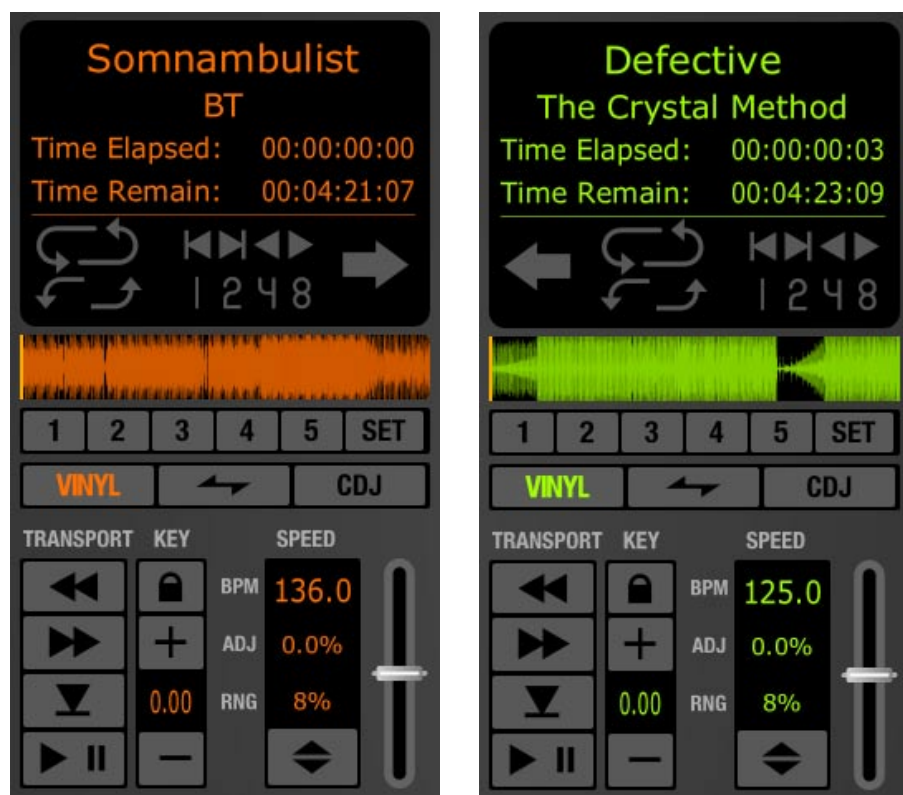 Somnambulist
BT
Time Elapsed: 00:00:00:00
Time Remain: 00:04:21:07
1 2 4 8
1 2 3 4 5 SET
VINYL CDJ
TRANSPORT KEY SPEED
BPM 136.0
ADJ 0.0%
0.00 RNG 8%
Defective
The Crystal Method
Time Elapsed: 00:00:00:03
Time Remain: 00:04:23:09
1 2 4 8
1 2 3 4 5 SET
VINYL CDJ
TRANSPORT KEY SPEED
BPM 125.0
ADJ 0.0%
0.00 RNG 8%